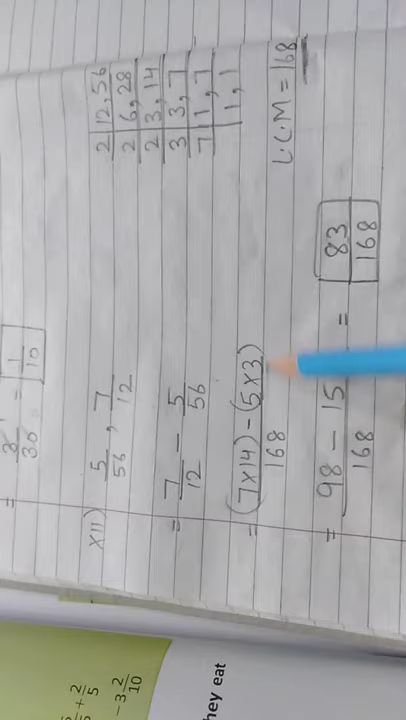 = 3/30 = 1/10
XII) 5/56 , 7/12
2 | 12, 56
2 | 6, 28
2 | 3, 14
3 | 3, 7
7 | 1, 7
1, 1
= 7/12 - 5/56
= (7×14) - (5×3) / 168
L.C.M = 168
= 98 - 15 / 168 = 83/168
+ 2/5
- 3 2/10
hey eat